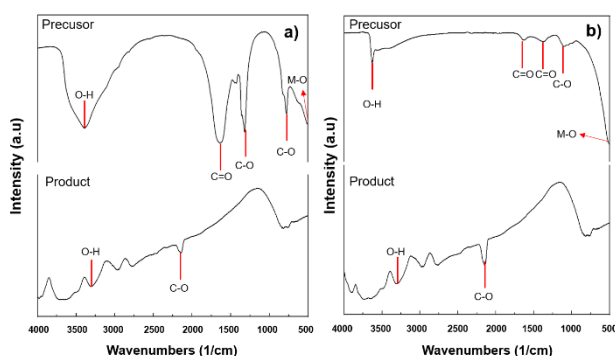 Precusor
a)
O-H
M-O
C-O
C-O
C=O
Product
O-H
C-O
4000 3500 3000 2500 2000 1500 1000 500
Wavenumbers (1/cm)
Intensity (a.u)
Precusor
b)
C=O
C=O
O-H
C-O
M-O
Product
O-H
C-O
4000 3500 3000 2500 2000 1500 1000 500
Wavenumbers (1/cm)
Intensity (a.u)